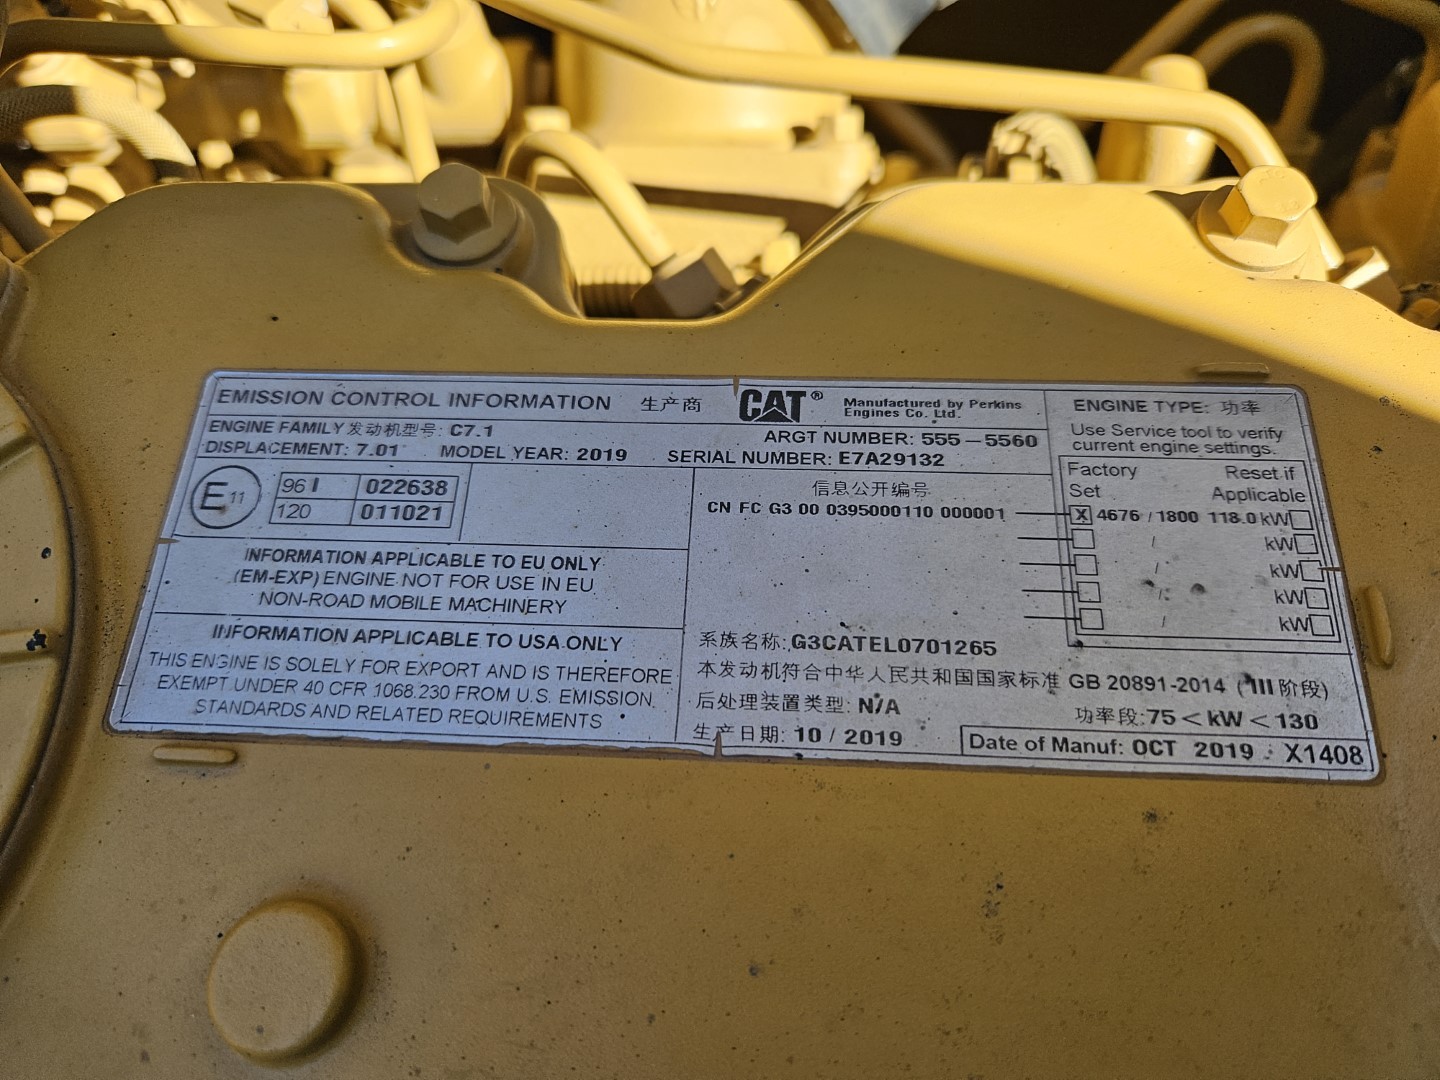 EMISSION CONTROL INFORMATION 生产商 CAT® Manufactured by Perkins
Engines Co. Ltd.
ENGINE FAMILY 发动机型号: C7.1
ARGT NUMBER: 555-5560
DISPLACEMENT: 7.01 MODEL YEAR: 2019 SERIAL NUMBER: E7A29132
E 11
96 I 022638
120 011021
INFORMATION APPLICABLE TO EU ONLY
(EM-EXP) ENGINE NOT FOR USE IN EU
NON-ROAD MOBILE MACHINERY
INFORMATION APPLICABLE TO USA ONLY
THIS ENGINE IS SOLELY FOR EXPORT AND IS THEREFORE
EXEMPT UNDER 40 CFR 1068.230 FROM U.S. EMISSION
STANDARDS AND RELATED REQUIREMENTS
信息公开编号
CN FC G3 00 0395000110 000001
ENGINE TYPE: 功率
Use Service tool to verify
current engine settings.
Factory Reset if
Set Applicable
X 4676 / 1800 118.0 kW
/ kW
kW
/ kW
/ kW
系族名称: G3CATEL0701265
本发动机符合中华人民共和国国家标准 GB 20891-2014 (III阶段)
后处理装置类型: N/A 功率段: 75 < kW < 130
生产日期: 10 / 2019
Date of Manuf: OCT 2019 X1408